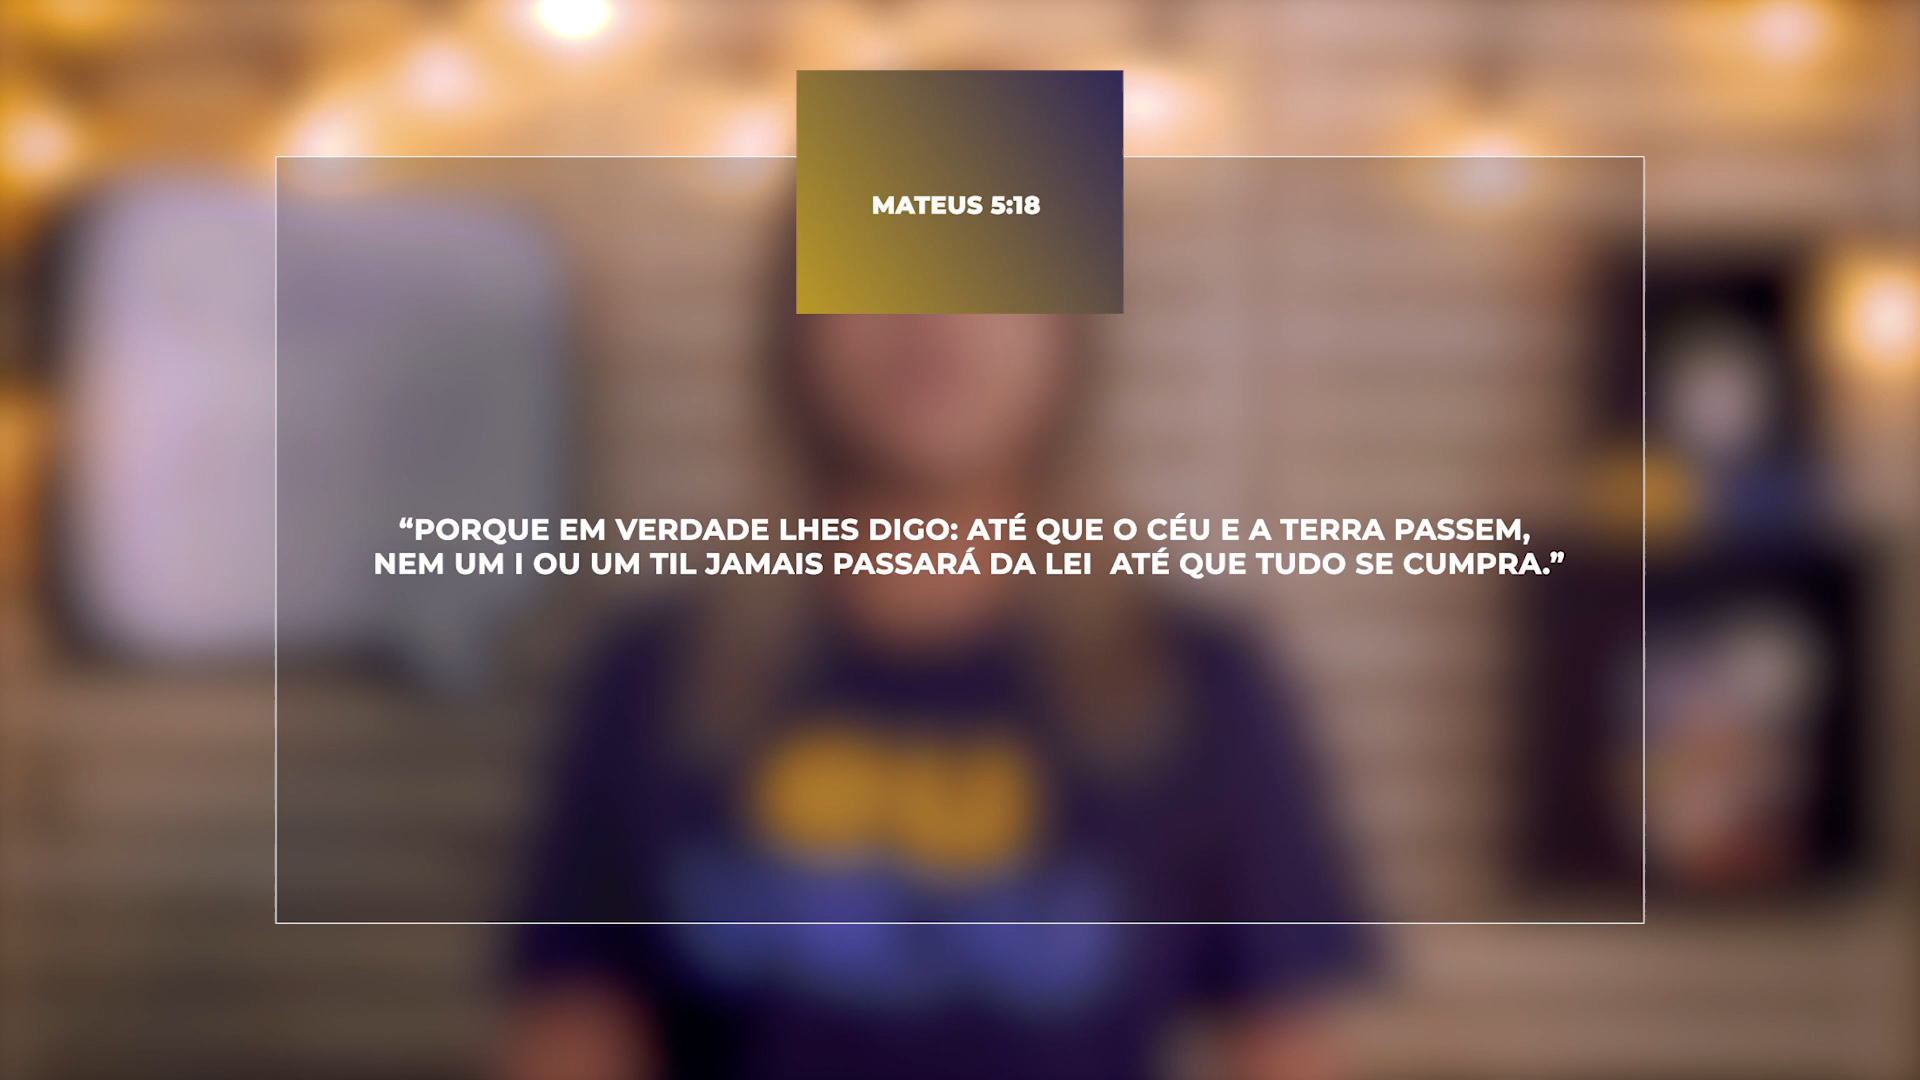 MATEUS 5:18
“PORQUE EM VERDADE LHES DIGO: ATÉ QUE O CÉU E A TERRA PASSEM,
NEM UM I OU UM TIL JAMAIS PASSARÁ DA LEI  ATÉ QUE TUDO SE CUMPRA.”